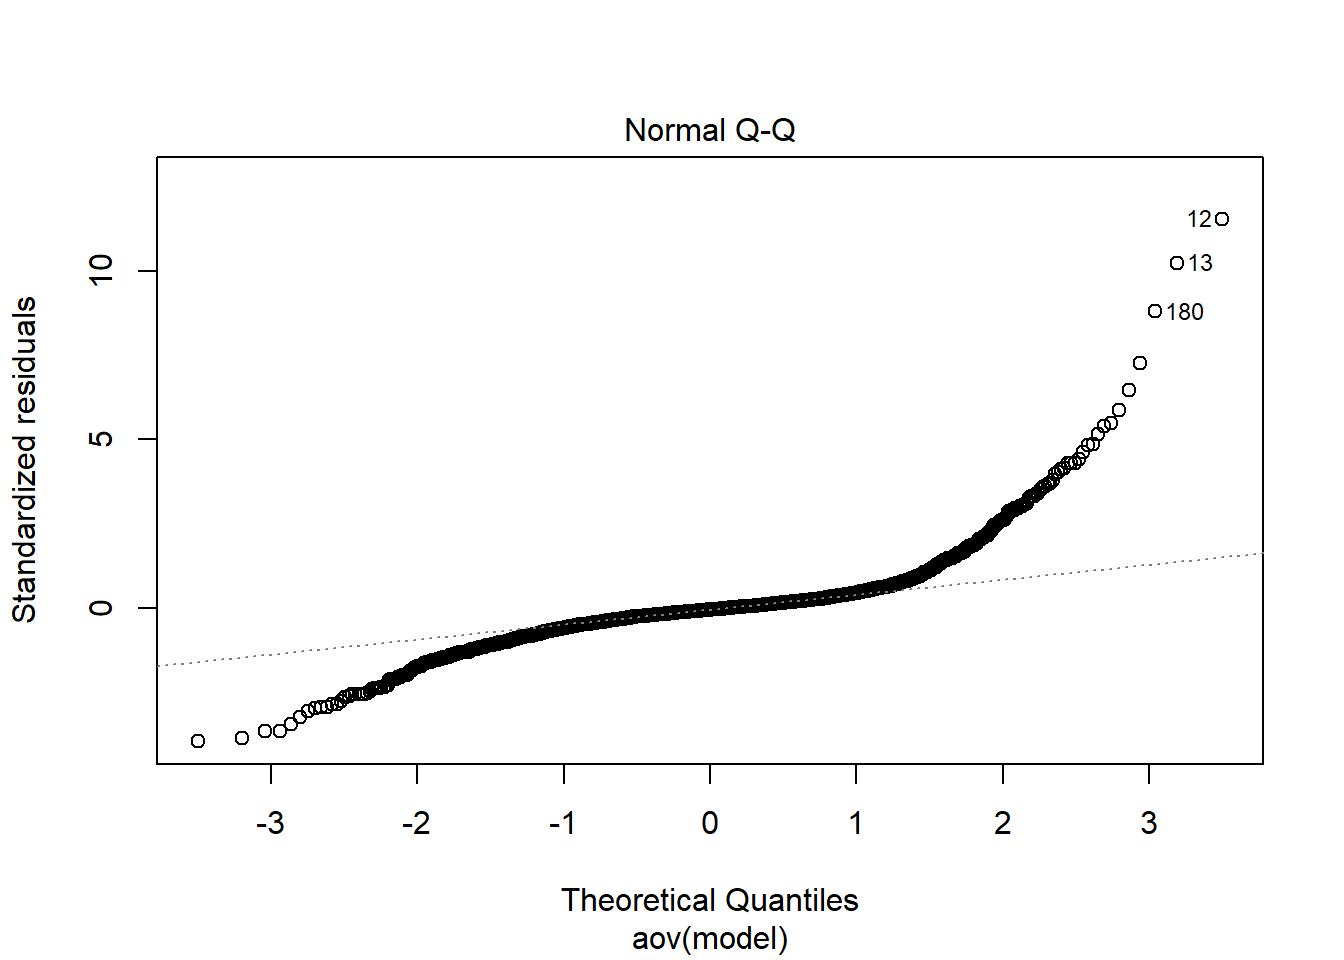 Normal Q-Q
Standardized residuals
10
5
0
12
13
180
-3 -2 -1 0 1 2 3
Theoretical Quantiles
aov(model)